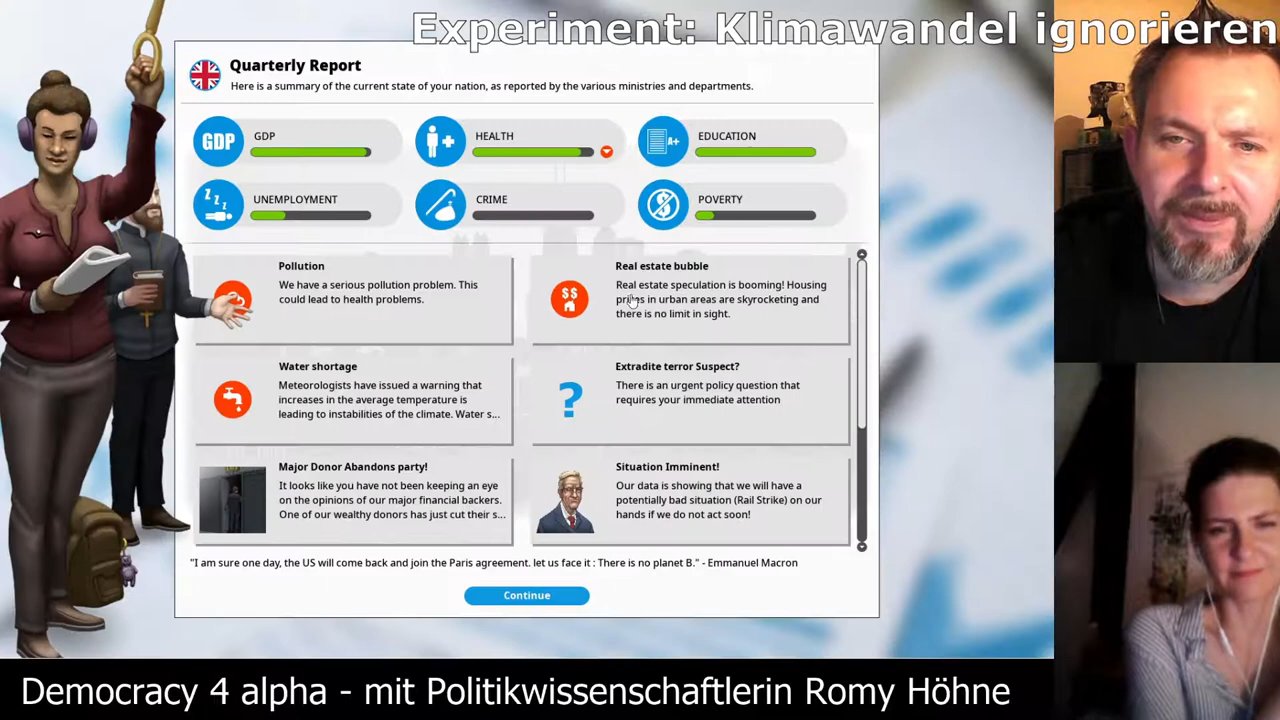 Experiment: Klimawandel ignorieren
Quarterly Report
Here is a summary of the current state of your nation, as reported by the various ministries and departments.
GDP
GDP
HEALTH
A+
EDUCATION
Z Z Z
UNEMPLOYMENT
CRIME
$
POVERTY
Pollution
We have a serious pollution problem. This
could lead to health problems.
$$
Real estate bubble
Real estate speculation is booming! Housing
prices in urban areas are skyrocketing and
there is no limit in sight.
Water shortage
Meteorologists have issued a warning that
increases in the average temperature is
leading to instabilities of the climate. Water s...
?
Extradite terror Suspect?
There is an urgent policy question that
requires your immediate attention
Major Donor Abandons party!
It looks like you have not been keeping an eye
on the opinions of our major financial backers.
One of our wealthy donors has just cut their s...
Situation Imminent!
Our data is showing that we will have a
potentially bad situation (Rail Strike) on our
hands if we do not act soon!
"I am sure one day, the US will come back and join the Paris agreement. let us face it : There is no planet B." - Emmanuel Macron
Continue
Democracy 4 alpha - mit Politikwissenschaftlerin Romy Höhne